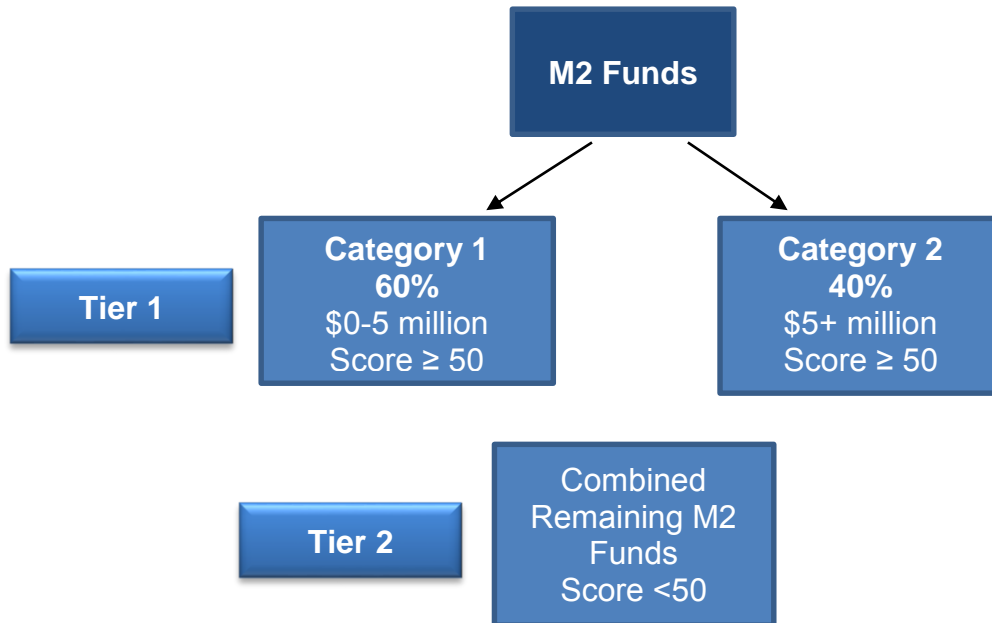 M2 Funds
Tier 1
Category 1
60%
$0-5 million
Score ≥ 50
Category 2
40%
$5+ million
Score ≥ 50
Tier 2
Combined
Remaining M2
Funds
Score <50